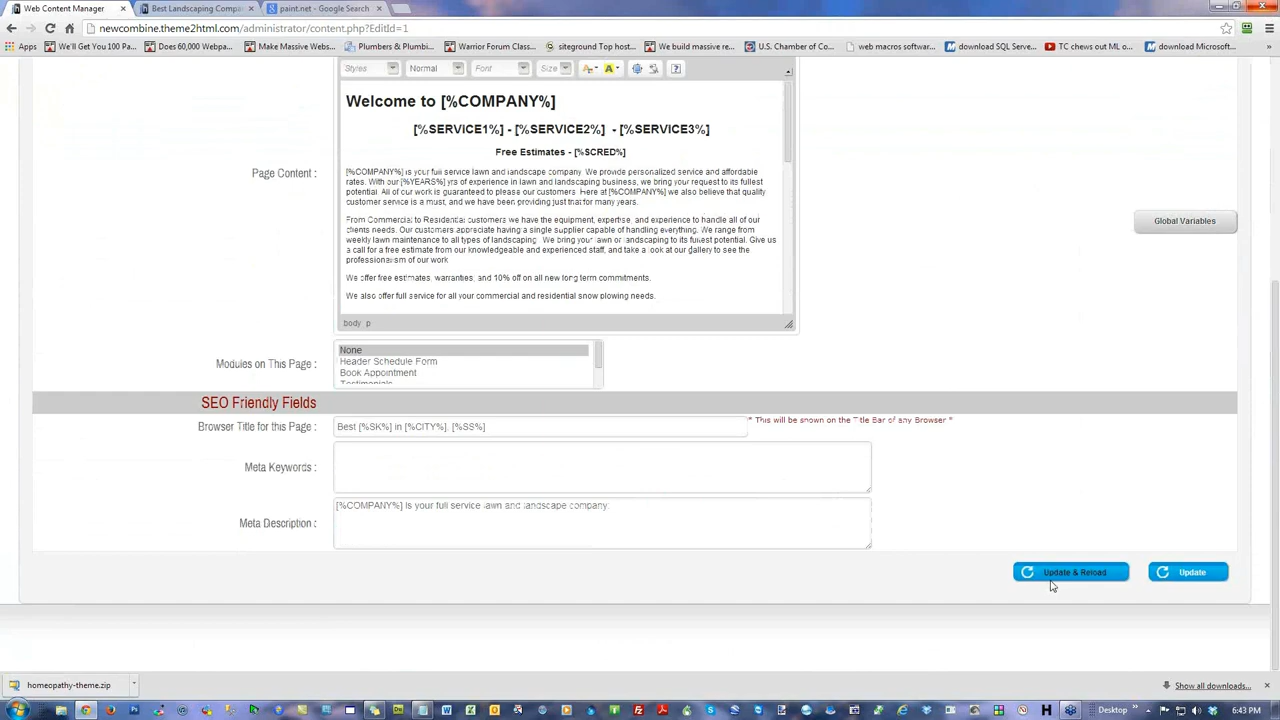 Web Content Manager
Best Landscaping Compan
paint.net - Google Search
newcombine.theme2html.com/administrator/content.php?EditId=1
Apps
We'll Get You 100 Pa...
Does 60,000 Webpa...
Make Massive Webs...
Plumbers & Plumbin...
Warrior Forum Class...
siteground Top host...
We build massive re...
U.S. Chamber of Co...
web macros softwar...
download SQL Serve...
TC chews out ML o...
download Microsoft...
Styles
Normal
Font
Size
Welcome to [%COMPANY%]
[%SERVICE1%] - [%SERVICE2%] - [%SERVICE3%]
Free Estimates - [%SCRED%]
Page Content :
[%COMPANY%] is your full service lawn and landscape company. We provide personalized service and affordable
rates. With our [%YEARS%] yrs of experience in lawn and landscaping business, we bring your request to its fullest
potential. All of our work is guaranteed to please our customers. Here at [%COMPANY%] we also believe that quality
customer service is a must, and we have been providing just that for many years.
Global Variables
From Commercial to Residential customers we have the equipment, expertise, and experience to handle all of our
clients needs. Our customers appreciate having a single supplier capable of handling everything. We range from
weekly lawn maintenance to all types of landscaping. We bring your lawn or landscaping to its fullest potential. Give us
a call for a free estimate from our knowledgeable and experienced staff, and take a look at our gallery to see the
professionalism of our work
We offer free estimates, warranties, and 10% off on all new long term commitments.
We also offer full service for all your commercial and residential snow plowing needs.
body p
Modules on This Page :
None
Header Schedule Form
Book Appointment
Testimonials
SEO Friendly Fields
Browser Title for this Page :
Best [%SK%] in [%CITY%], [%SS%]
* This will be shown on the Title Bar of any Browser *
Meta Keywords :
Meta Description :
[%COMPANY%] is your full service lawn and landscape company.
Update & Reload
Update
homeopathy-theme.zip
Show all downloads...
Desktop
6:43 PM